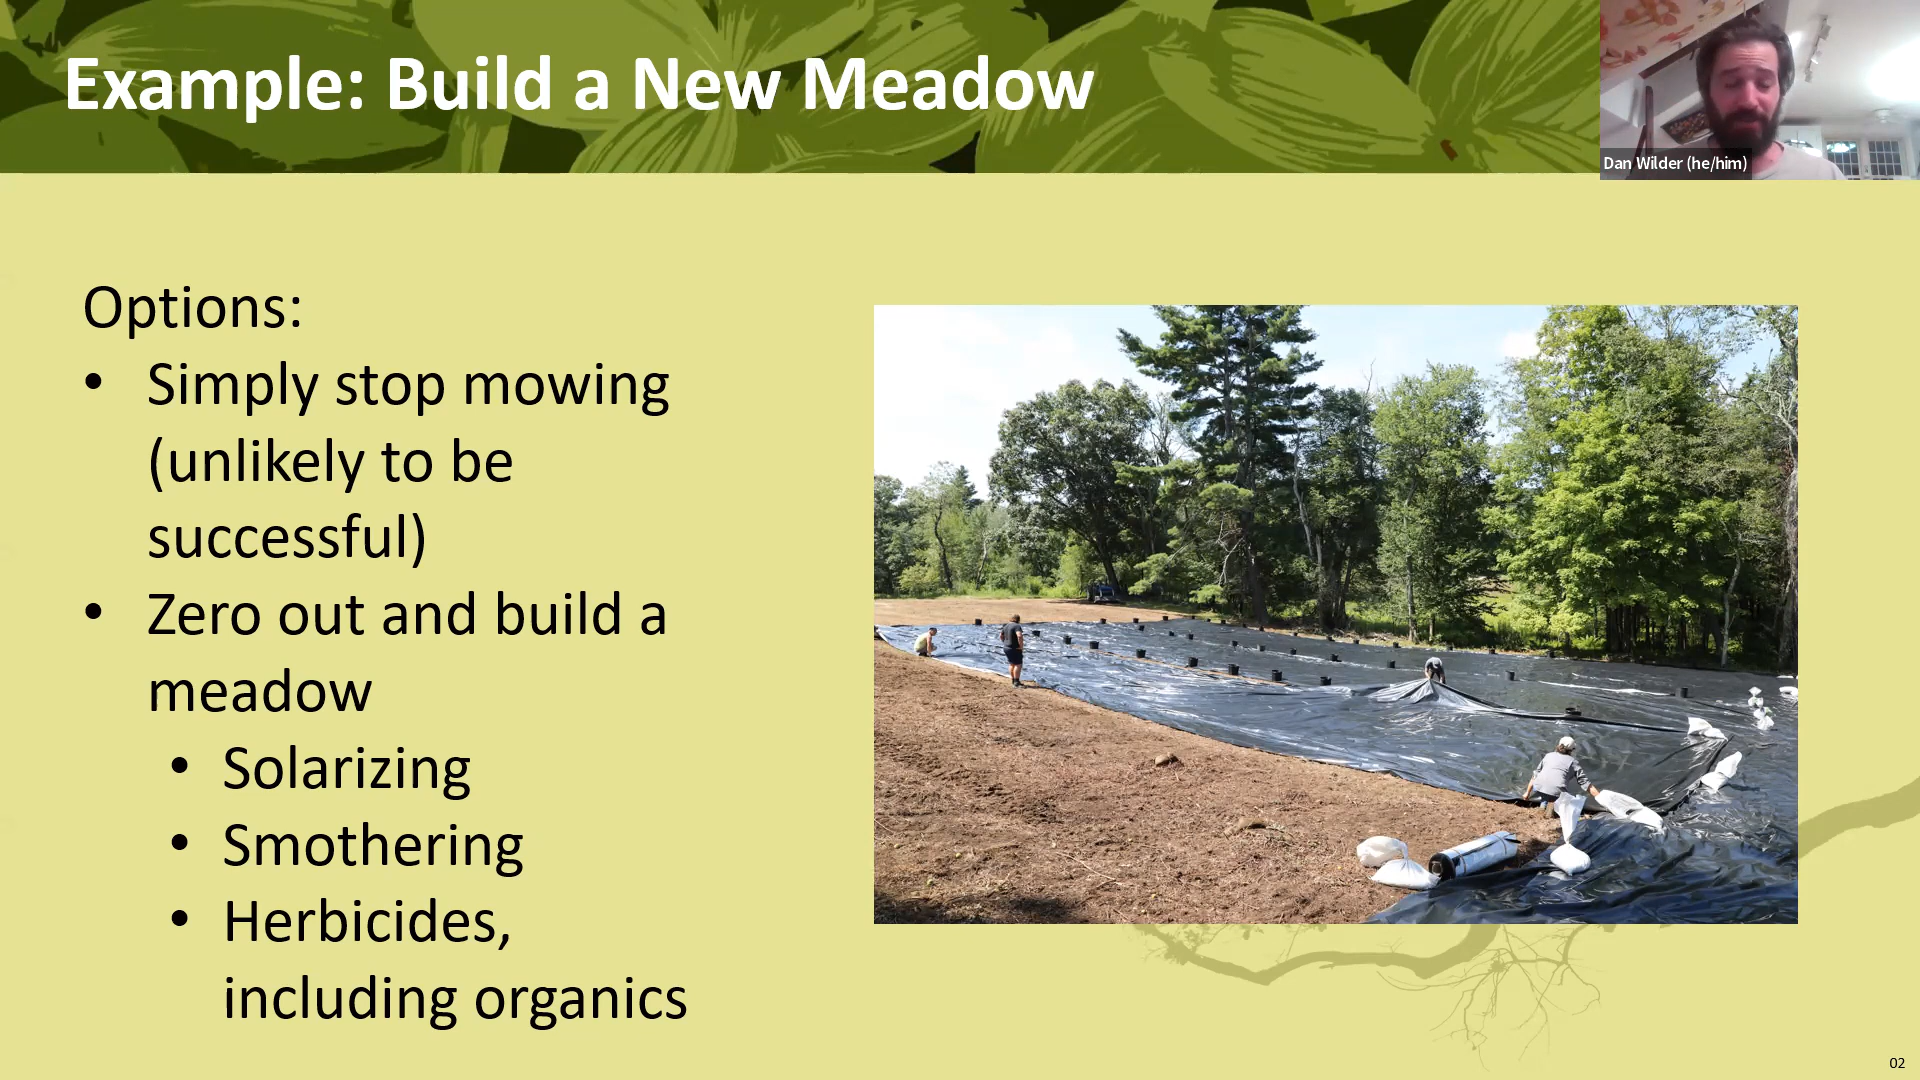 Example: Build a New Meadow
Dan Wilder (he/him)
Options:
• Simply stop mowing
(unlikely to be
successful)
• Zero out and build a
meadow
• Solarizing
• Smothering
• Herbicides,
including organics
02